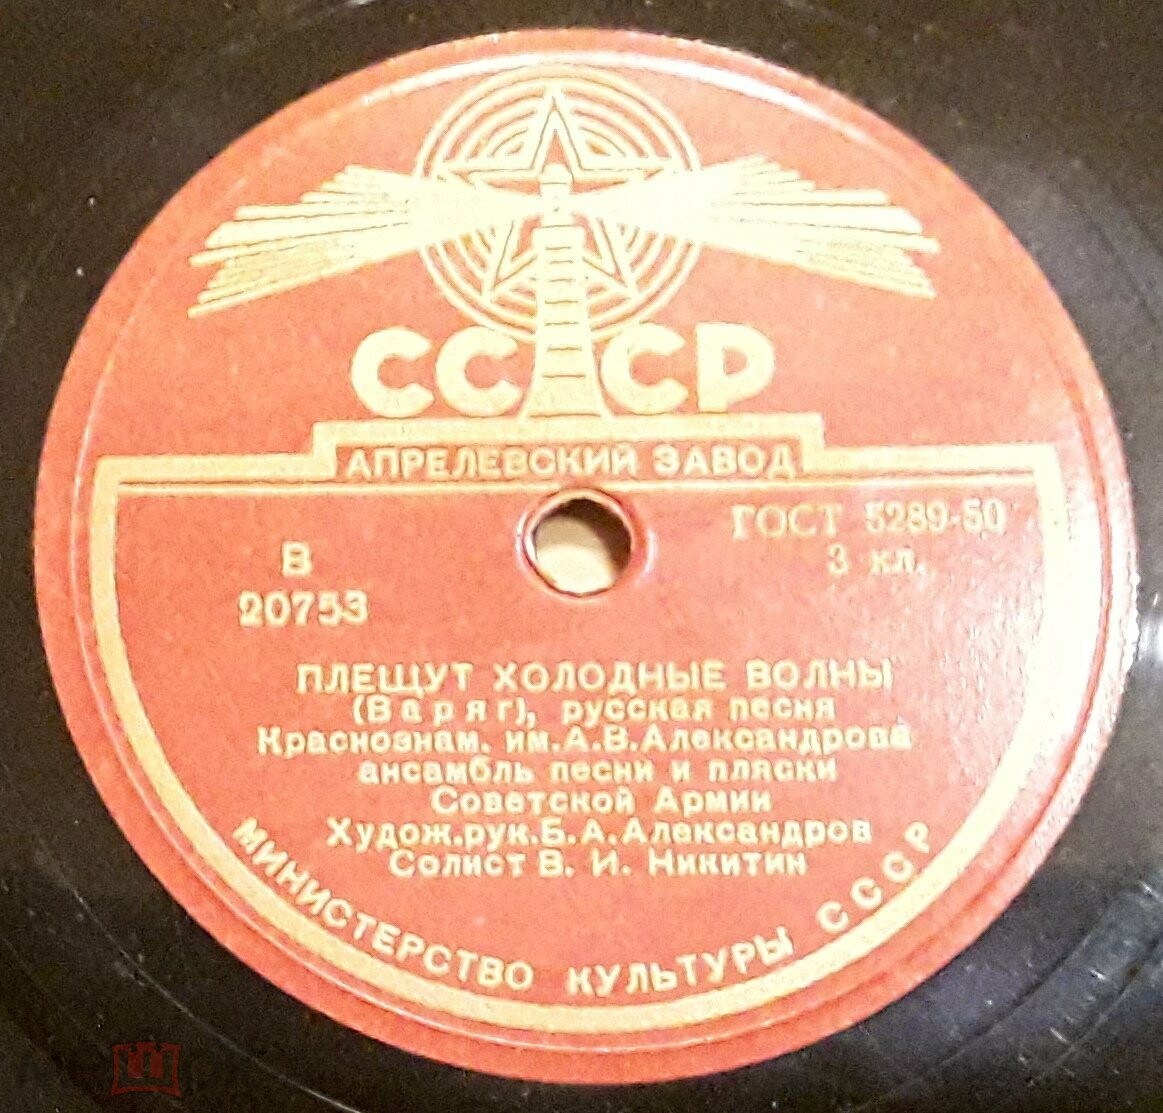 СССР
АПРЕЛЕВСКИЙ ЗАВОД
ГОСТ 5289-50
3 кл.
В
20753
ПЛЕЩУТ ХОЛОДНЫЕ ВОЛНЫ
(Варяг), русская песня
Краснознам. им.А.В.Александрова
ансамбль песни и пляски
Советской Армии
Худож.рук.Б.А.Александров
Солист В. И. Никитин
МИНИСТЕРСТВО КУЛЬТУРЫ СССР